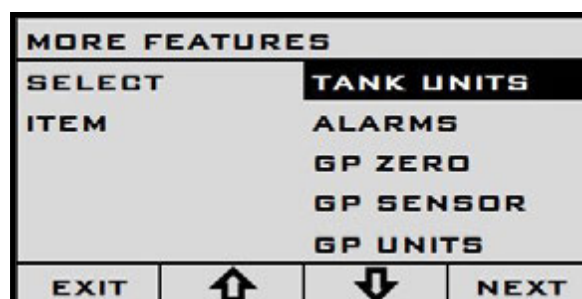 MORE FEATURES
SELECT TANK UNITS
ITEM ALARMS
GP ZERO
GP SENSOR
GP UNITS
EXIT NEXT